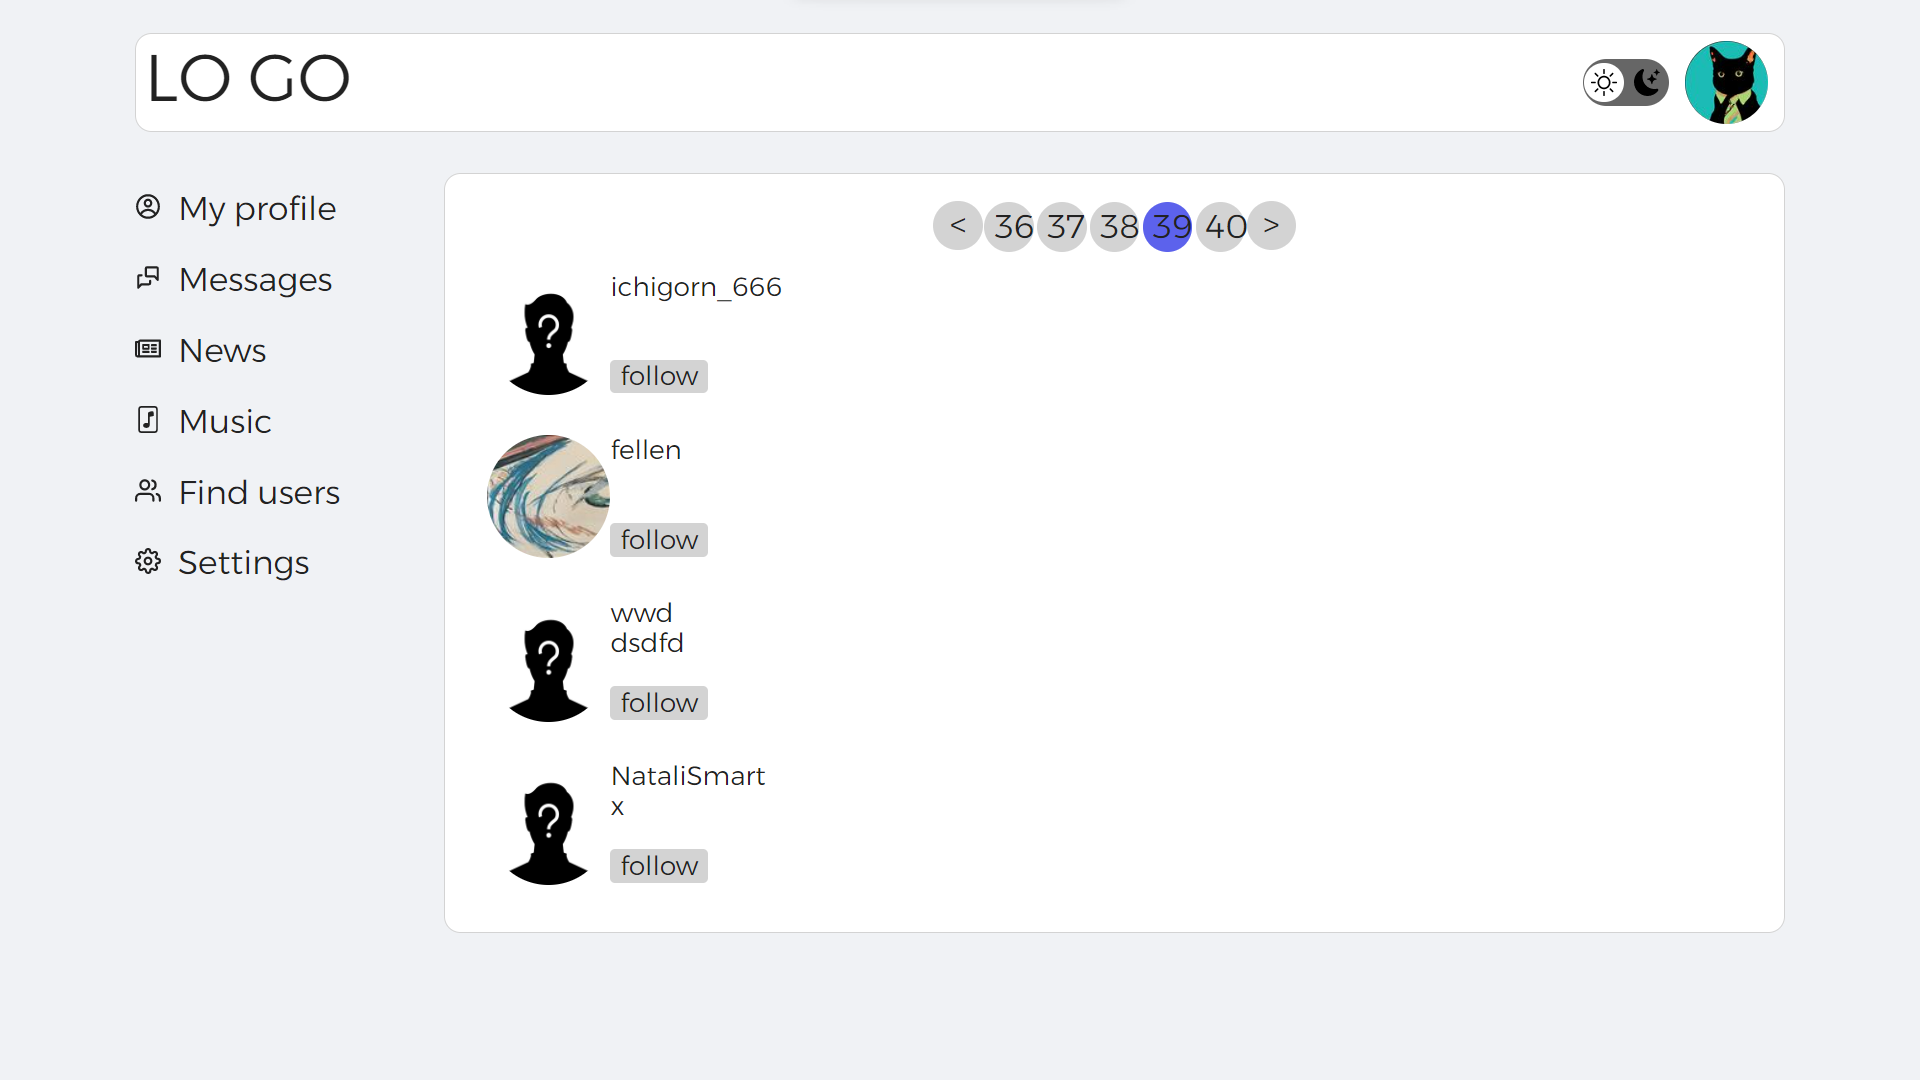 LO GO
My profile
Messages
News
Music
Find users
Settings
< 36 37 38 39 40 >
ichigorn_666
follow
fellen
follow
wwd
dsdfd
follow
NataliSmart
x
follow